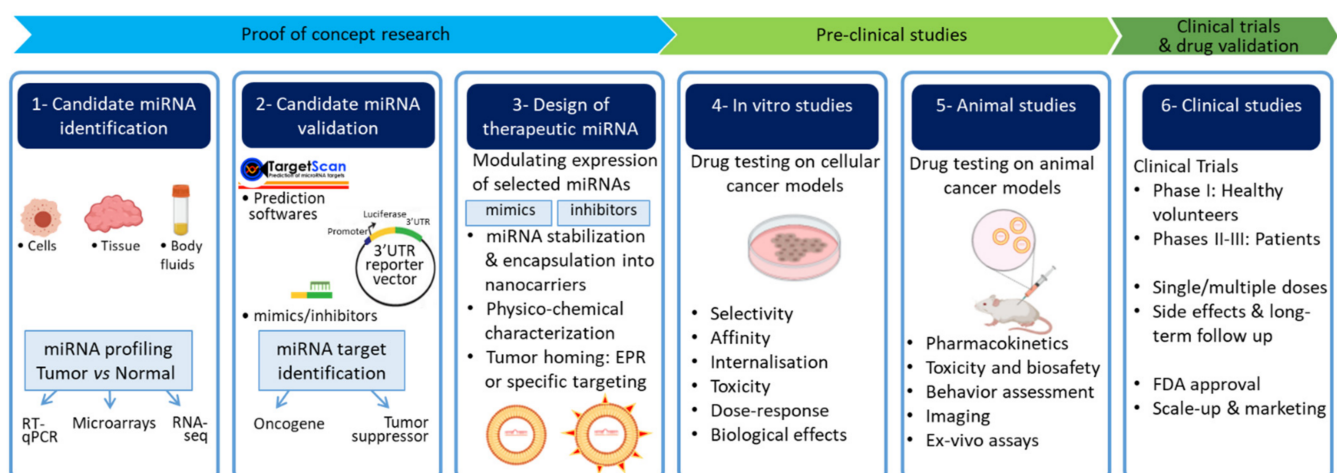 Proof of concept research
Pre-clinical studies
Clinical trials
& drug validation
1- Candidate miRNA
identification
• Cells
• Tissue
• Body
fluids
miRNA profiling
Tumor vs Normal
RT-
qPCR
Microarrays
RNA-
seq
2- Candidate miRNA
validation
TargetScan
Prediction of microRNA targets
• Prediction
softwares
Luciferase
3'UTR
Promoter
3'UTR
reporter
vector
• mimics/inhibitors
miRNA target
identification
Oncogene
Tumor
suppressor
3- Design of
therapeutic miRNA
Modulating expression
of selected miRNAs
mimics
inhibitors
• miRNA stabilization
& encapsulation into
nanocarriers
• Physico-chemical
characterization
• Tumor homing: EPR
or specific targeting
4- In vitro studies
Drug testing on cellular
cancer models
• Selectivity
• Affinity
• Internalisation
• Toxicity
• Dose-response
• Biological effects
5- Animal studies
Drug testing on animal
cancer models
• Pharmacokinetics
• Toxicity and biosafety
• Behavior assessment
• Imaging
• Ex-vivo assays
6- Clinical studies
Clinical Trials
• Phase I: Healthy
volunteers
• Phases II-III: Patients
• Single/multiple doses
• Side effects & long-
term follow up
• FDA approval
• Scale-up & marketing